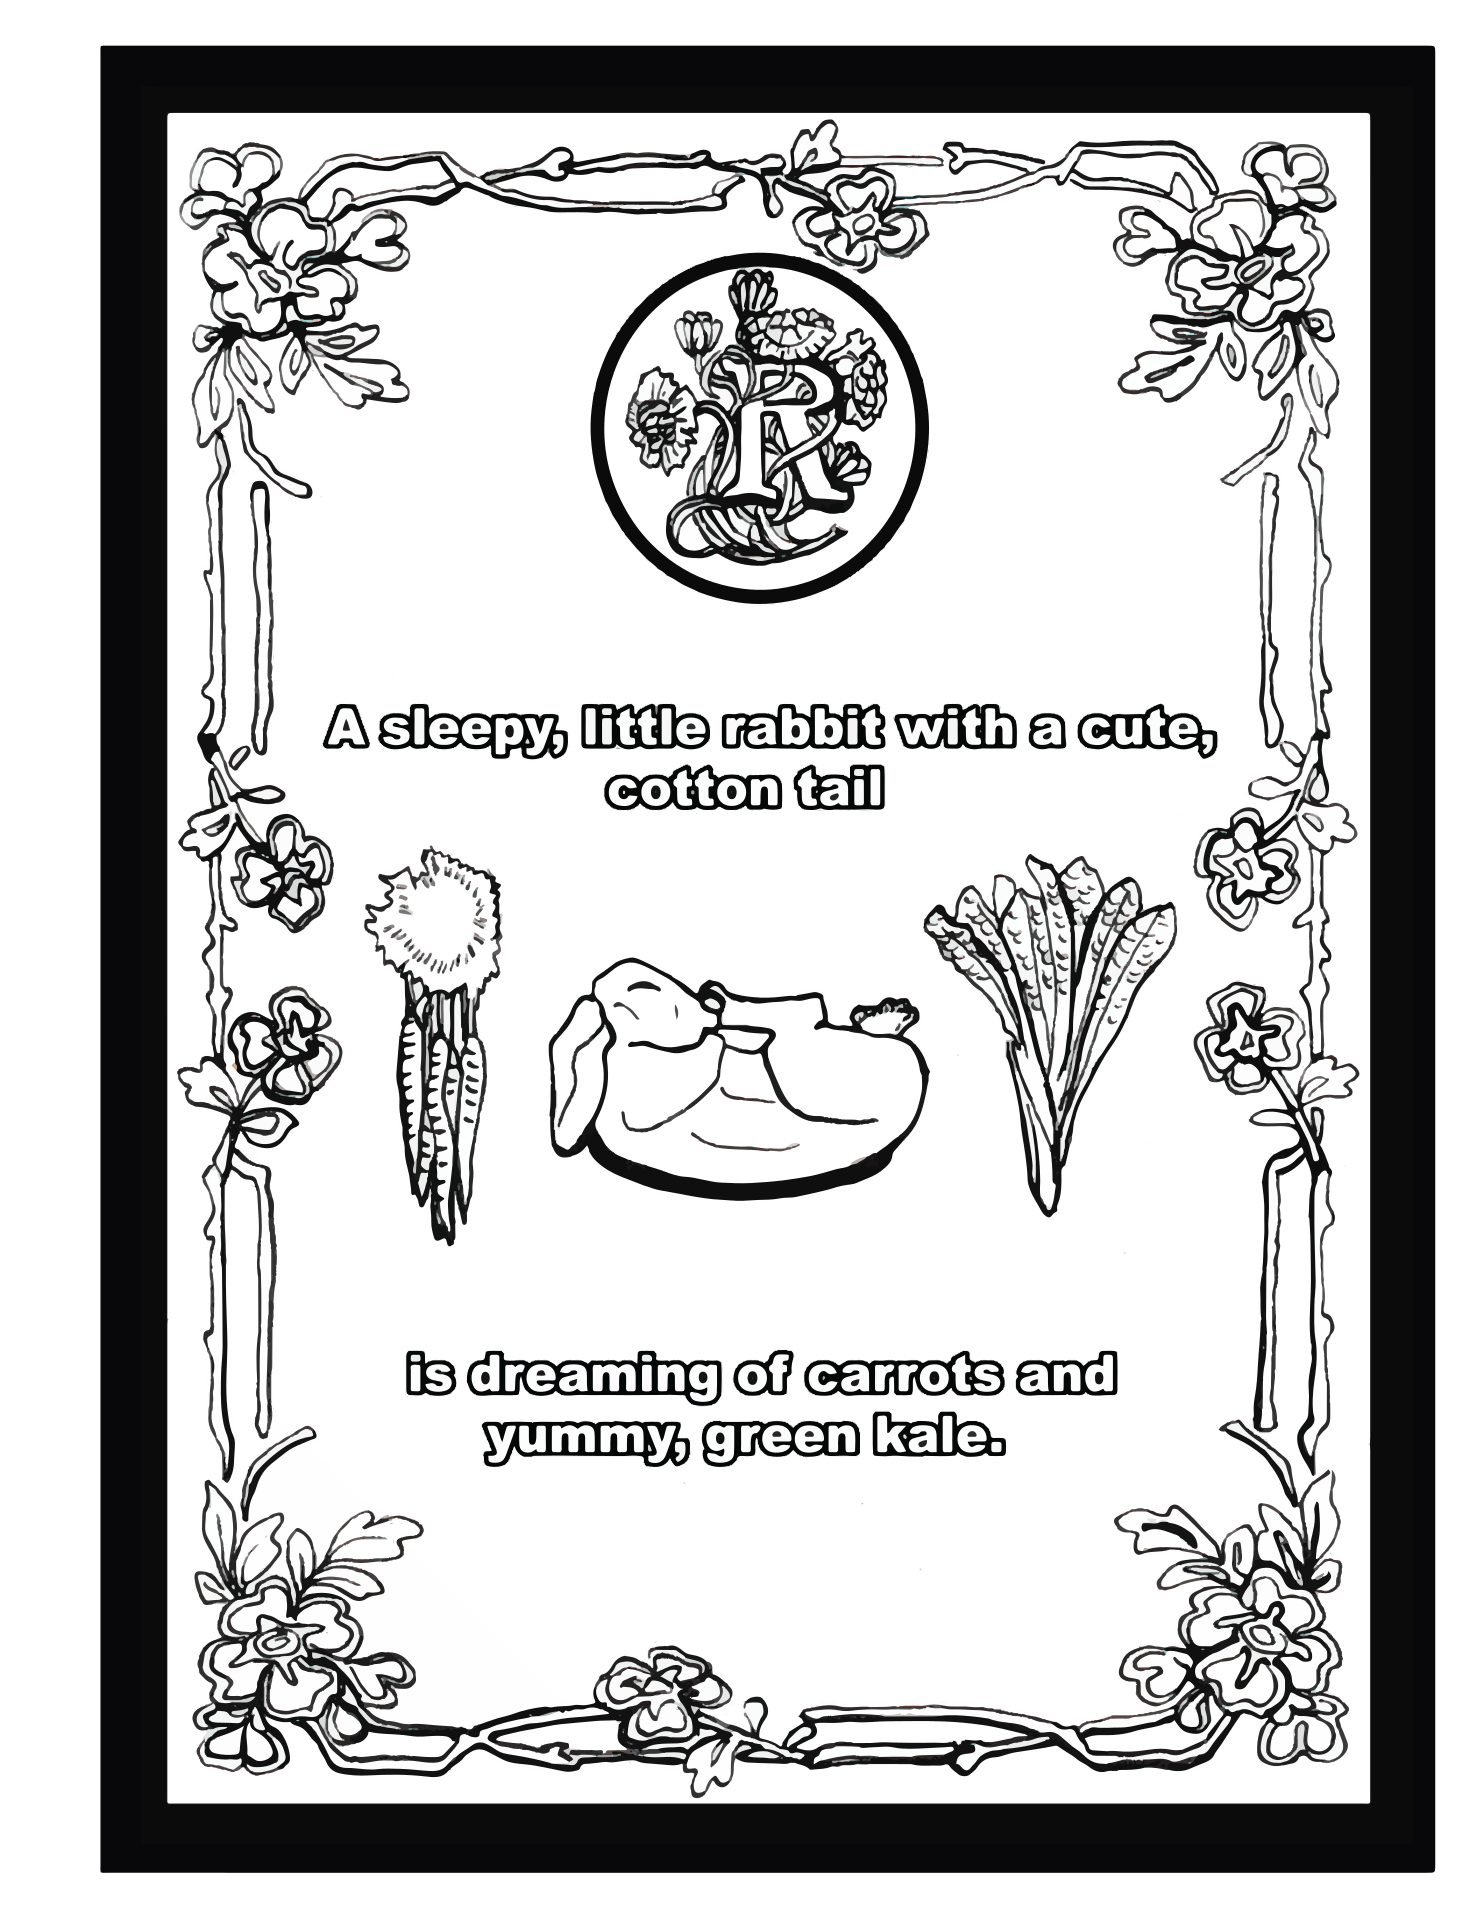 R
A sleepy, little rabbit with a cute,
cotton tail
is dreaming of carrots and
yummy, green kale.